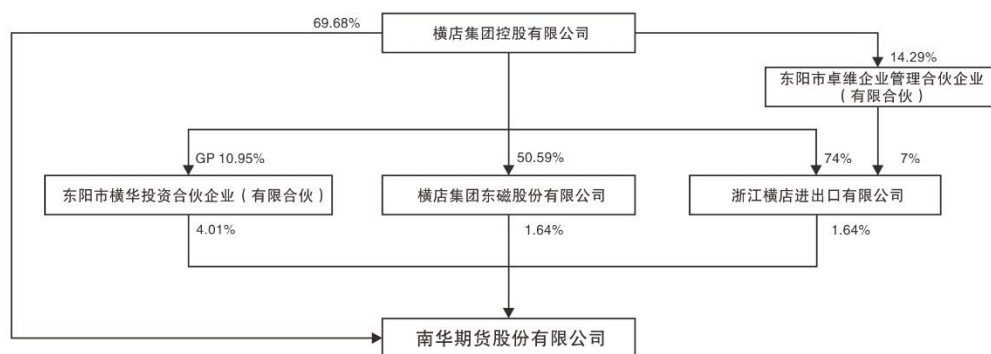 69.68%
横店集团控股有限公司
14.29%
东阳市卓维企业管理合伙企业
（有限合伙）
GP 10.95%
50.59%
74%
7%
东阳市横华投资合伙企业（有限合伙）
横店集团东磁股份有限公司
浙江横店进出口有限公司
4.01%
1.64%
1.64%
南华期货股份有限公司